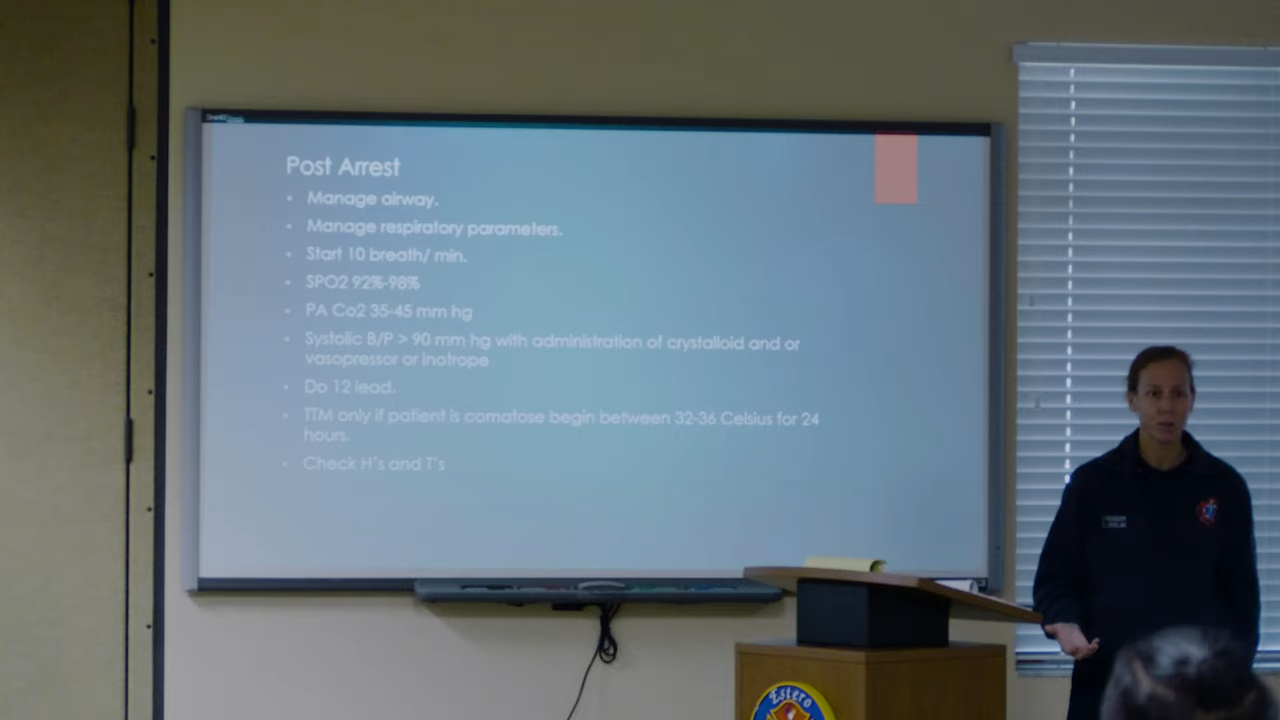 Post Arrest
• Manage airway.
• Manage respiratory parameters.
• Start 10 breath/ min.
• SPO2 92%-98%
• PA Co2 35-45 mm hg
• Systolic B/P > 90 mm hg with administration of crystalloid and or
vasopressor or inotrope
• Do 12 lead.
• TTM only if patient is comatose begin between 32-36 Celsius for 24
hours.
• Check H's and T's
Estero